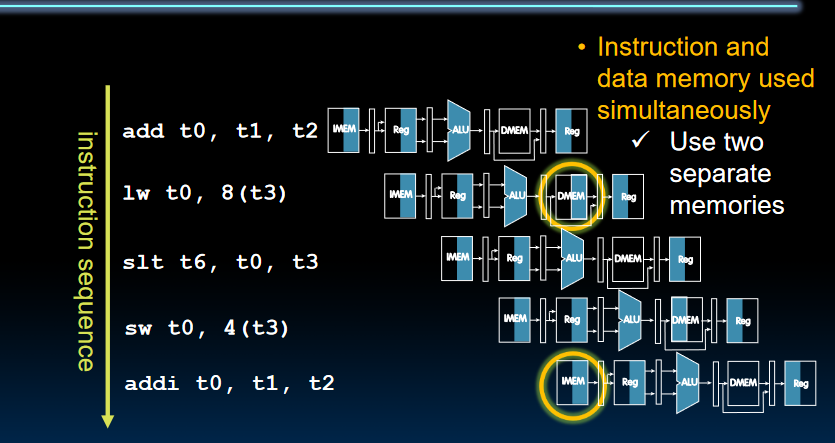 • Instruction and
data memory used
simultaneously
✓ Use two
separate
memories
instruction sequence
add t0, t1, t2
IMEM Reg ALU DMEM Reg
lw t0, 8(t3)
IMEM Reg ALU DMEM Reg
slt t6, t0, t3
IMEM Reg ALU DMEM Reg
sw t0, 4(t3)
IMEM Reg ALU DMEM Reg
addi t0, t1, t2
IMEM Reg ALU DMEM Reg